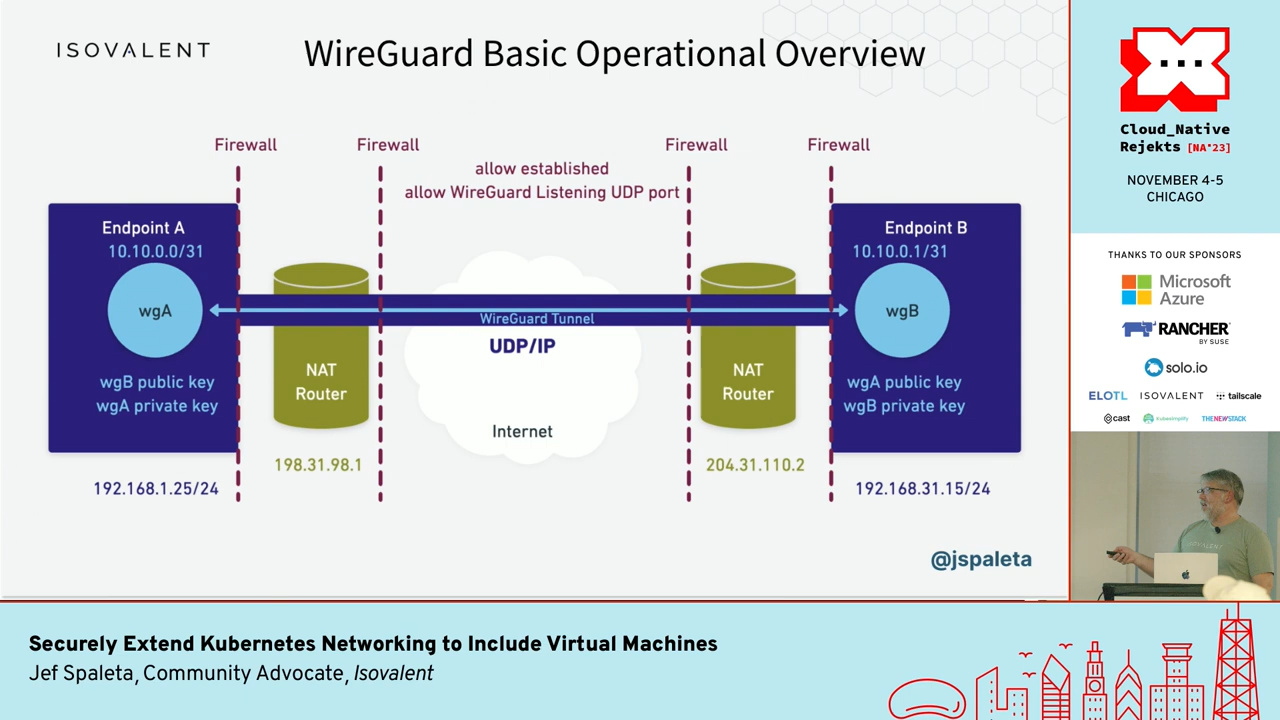 ISOVALENT
WireGuard Basic Operational Overview
Firewall
Firewall
Firewall
Firewall
allow established
allow WireGuard Listening UDP port
Endpoint A
10.10.0.0/31
wgA
wgB public key
wgA private key
192.168.1.25/24
NAT
Router
198.31.98.1
WireGuard Tunnel
UDP/IP
Internet
NAT
Router
204.31.110.2
Endpoint B
10.10.0.1/31
wgB
wgA public key
wgB private key
192.168.31.15/24
@jspaleta
Cloud_Native
Rejekts [NA'23]
NOVEMBER 4-5
CHICAGO
THANKS TO OUR SPONSORS
Microsoft
Azure
RANCHER
BY SUSE
solo.io
ELOTL ISOVALENT tailscale
cast Kubesimplify THENEWSTACK
ISOVALENT
Securely Extend Kubernetes Networking to Include Virtual Machines
Jef Spaleta, Community Advocate, Isovalent